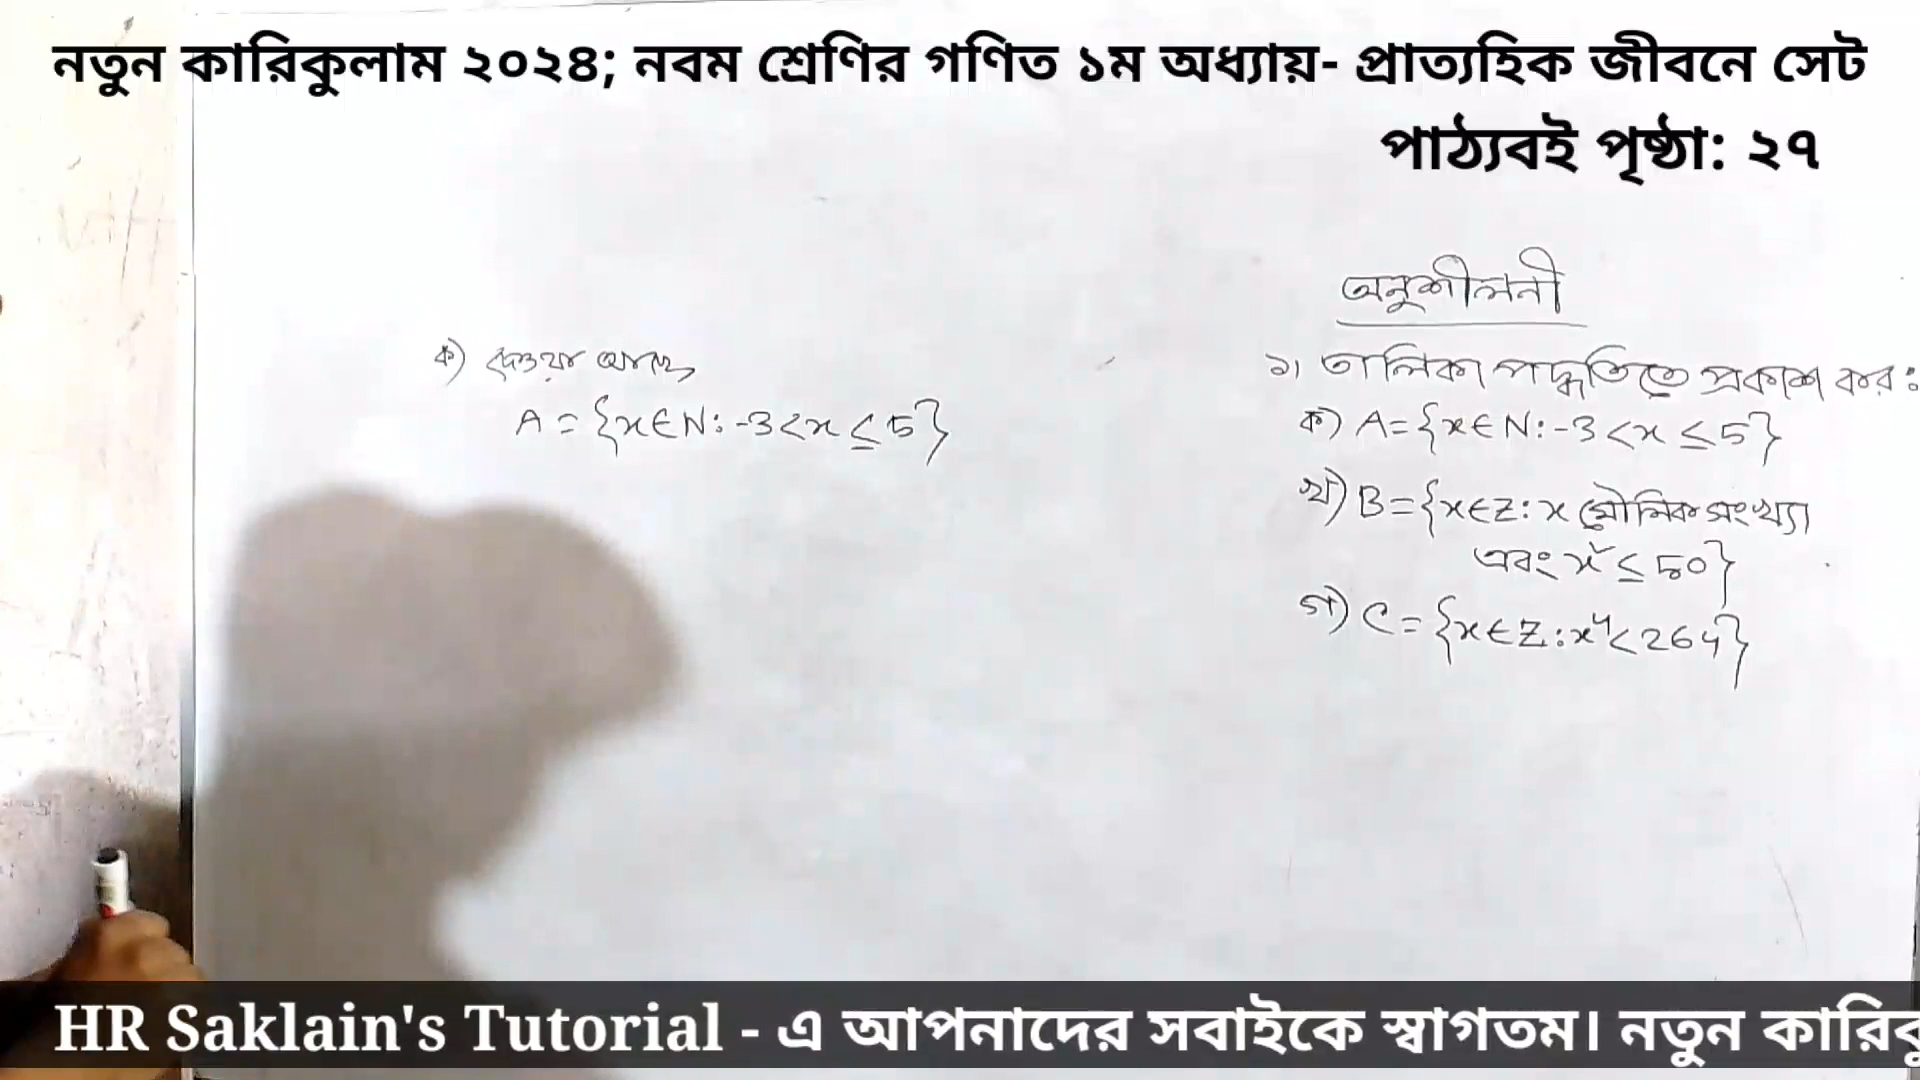 নতুন কারিকুলাম ২০২৪; নবম শ্রেণির গণিত ১ম অধ্যায়- প্রাত্যহিক জীবনে সেট
পাঠ্যবই পৃষ্ঠা: ২৭
অনুশীলনী
১। তালিকা পদ্ধতিতে প্রকাশ কর :
ক) A={x∈N:-3<x≤5}
খ) B={x∈Z: x মৌলিক সংখ্যা
এবং x²≤50}
গ) C={x∈Z:x⁴<264}
ক) দেওয়া আছে
A={x∈N:-3<x≤5}
HR Saklain's Tutorial - এ আপনাদের সবাইকে স্বাগতম। নতুন কারিকু